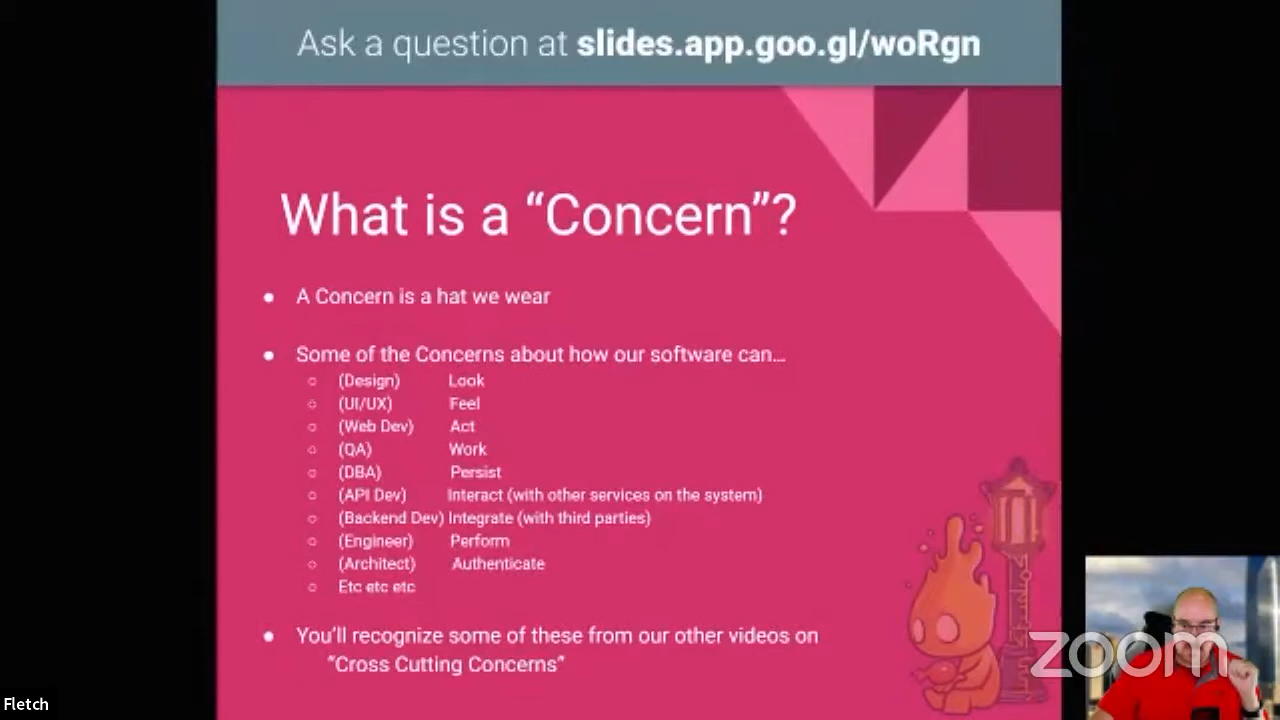 Ask a question at slides.app.goo.gl/woRgn
What is a “Concern”?
● A Concern is a hat we wear
● Some of the Concerns about how our software can...
○ (Design) Look
○ (UI/UX) Feel
○ (Web Dev) Act
○ (QA) Work
○ (DBA) Persist
○ (API Dev) Interact (with other services on the system)
○ (Backend Dev) Integrate (with third parties)
○ (Engineer) Perform
○ (Architect) Authenticate
○ Etc etc etc
● You’ll recognize some of these from our other videos on
“Cross Cutting Concerns”
zoom
Fletch